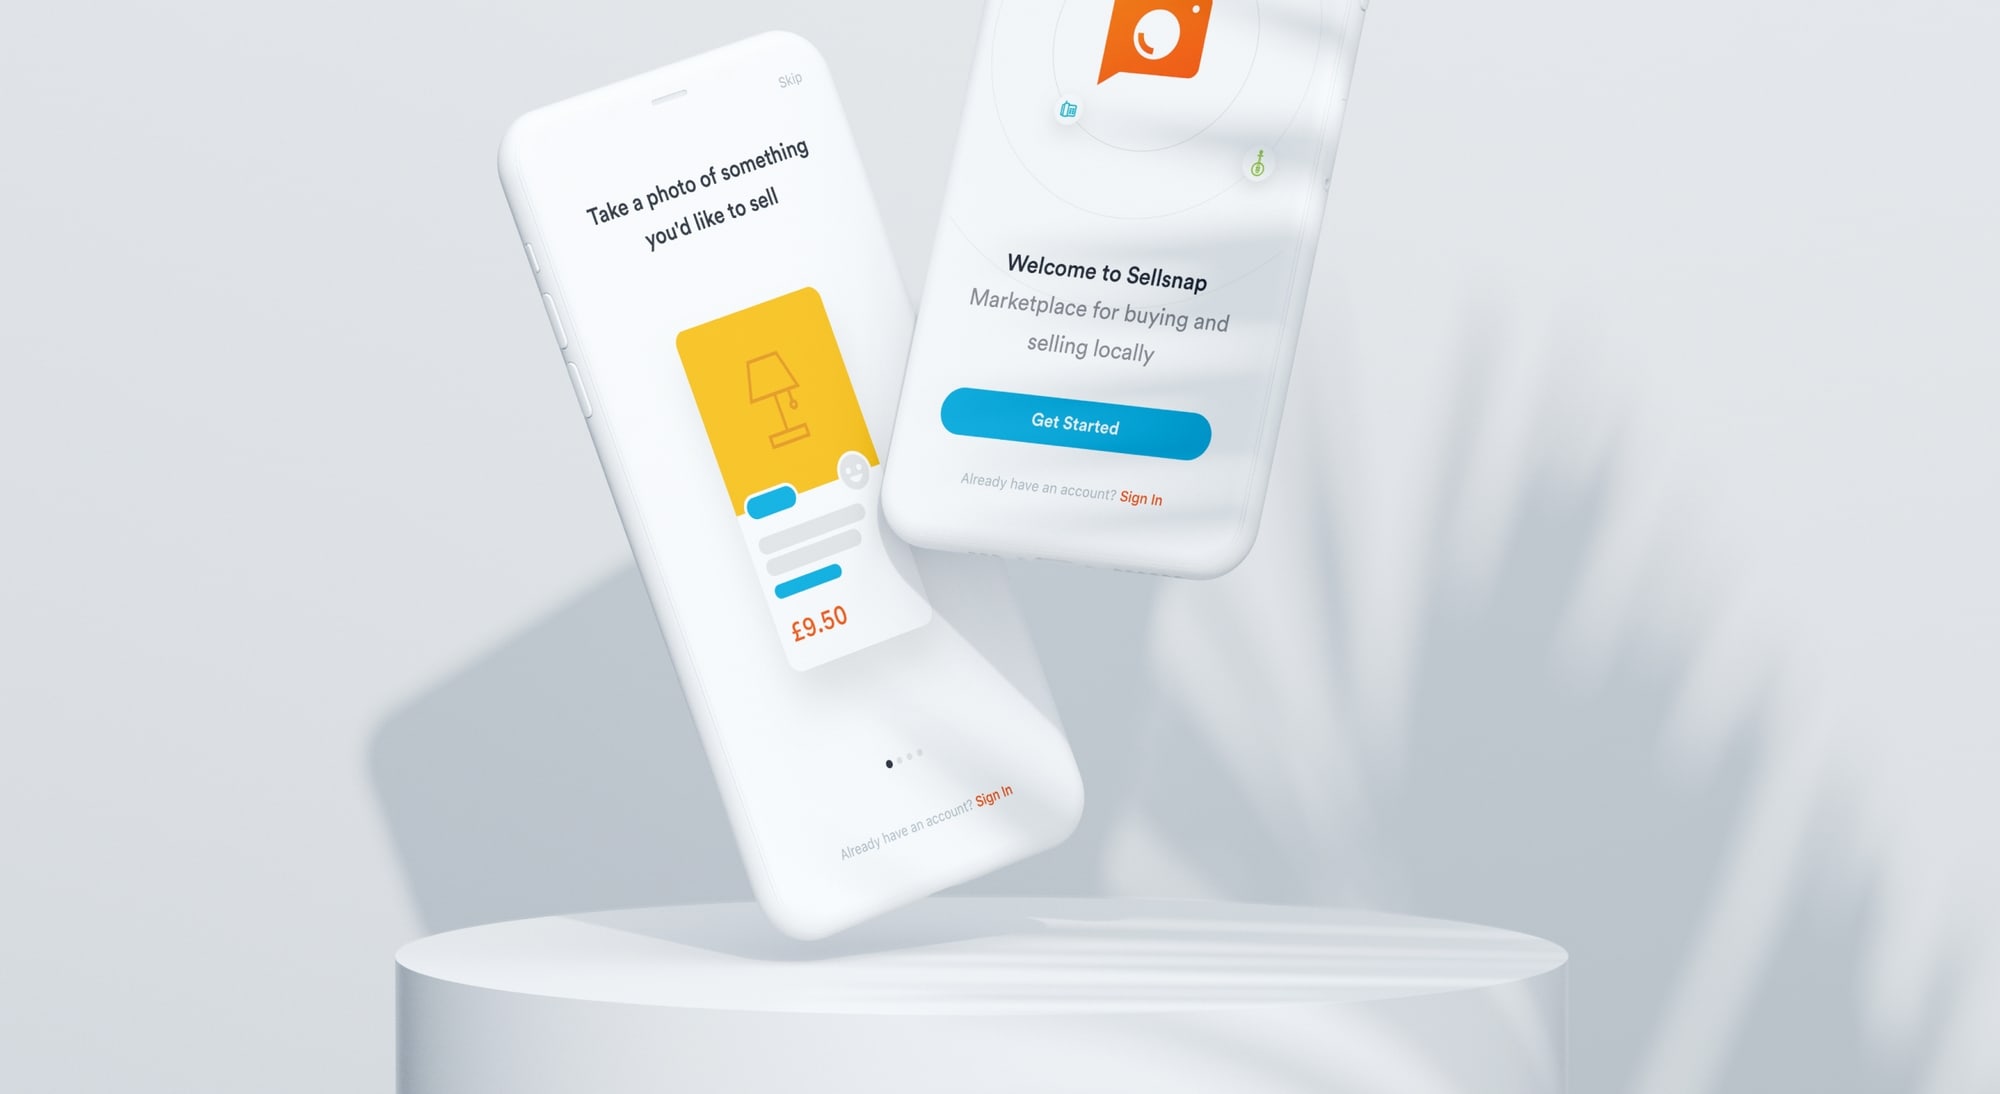 Skip
Take a photo of something
you'd like to sell
£9.50
Already have an account? Sign In
Welcome to Sellsnap
Marketplace for buying and
selling locally
Get Started
Already have an account? Sign In